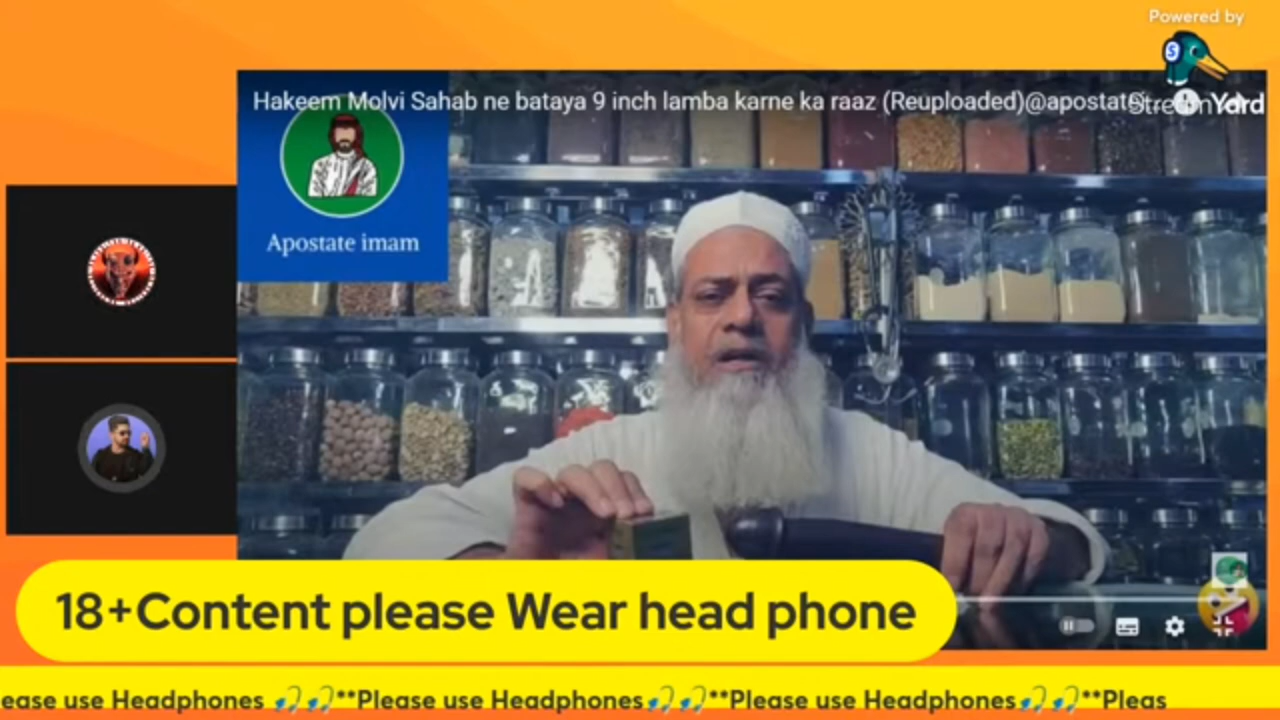 Powered by
StreamYard
Hakeem Molvi Sahab ne bataya 9 inch lamba karne ka raaz (Reuploaded)@apostate
Apostate imam
18+Content please Wear head phone
ease use Headphones 🎧🎧**Please use Headphones🎧🎧**Please use Headphones🎧🎧**Pleas